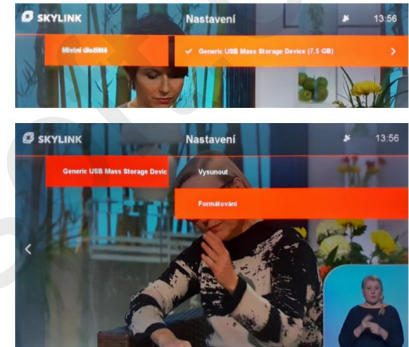 SKYLINK Nastavení 13:56
Místní úložiště ✓ Generic USB Mass Storage Device (7,5 GB)
SKYLINK Nastavení 13:56
Generic USB Mass Storage Devic Vysunout
Formátování